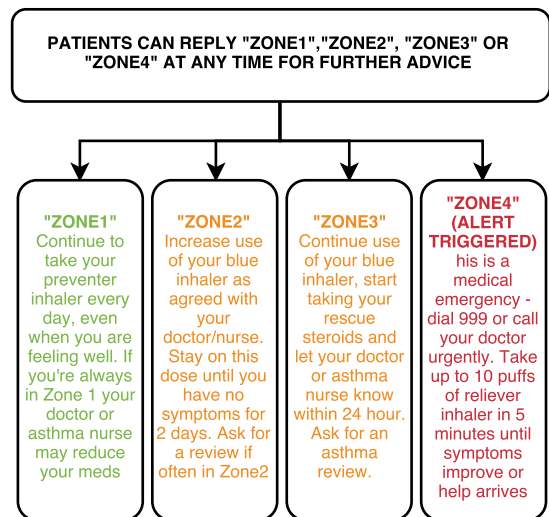 PATIENTS CAN REPLY "ZONE1","ZONE2", "ZONE3" OR
"ZONE4" AT ANY TIME FOR FURTHER ADVICE
"ZONE1"
Continue to
take your
preventer
inhaler every
day, even
when you are
feeling well. If
you're always
in Zone 1 your
doctor or
asthma nurse
may reduce
your meds
"ZONE2"
Increase use
of your blue
inhaler as
agreed with
your
doctor/nurse.
Stay on this
dose until you
have no
symptoms for
2 days. Ask for
a review if
often in Zone2
"ZONE3"
Continue use
of your blue
inhaler, start
taking your
rescue
steroids and
let your doctor
or asthma
nurse know
within 24 hour.
Ask for an
asthma
review.
"ZONE4"
(ALERT
TRIGGERED)
his is a
medical
emergency -
dial 999 or call
your doctor
urgently. Take
up to 10 puffs
of reliever
inhaler in 5
minutes until
symptoms
improve or
help arrives